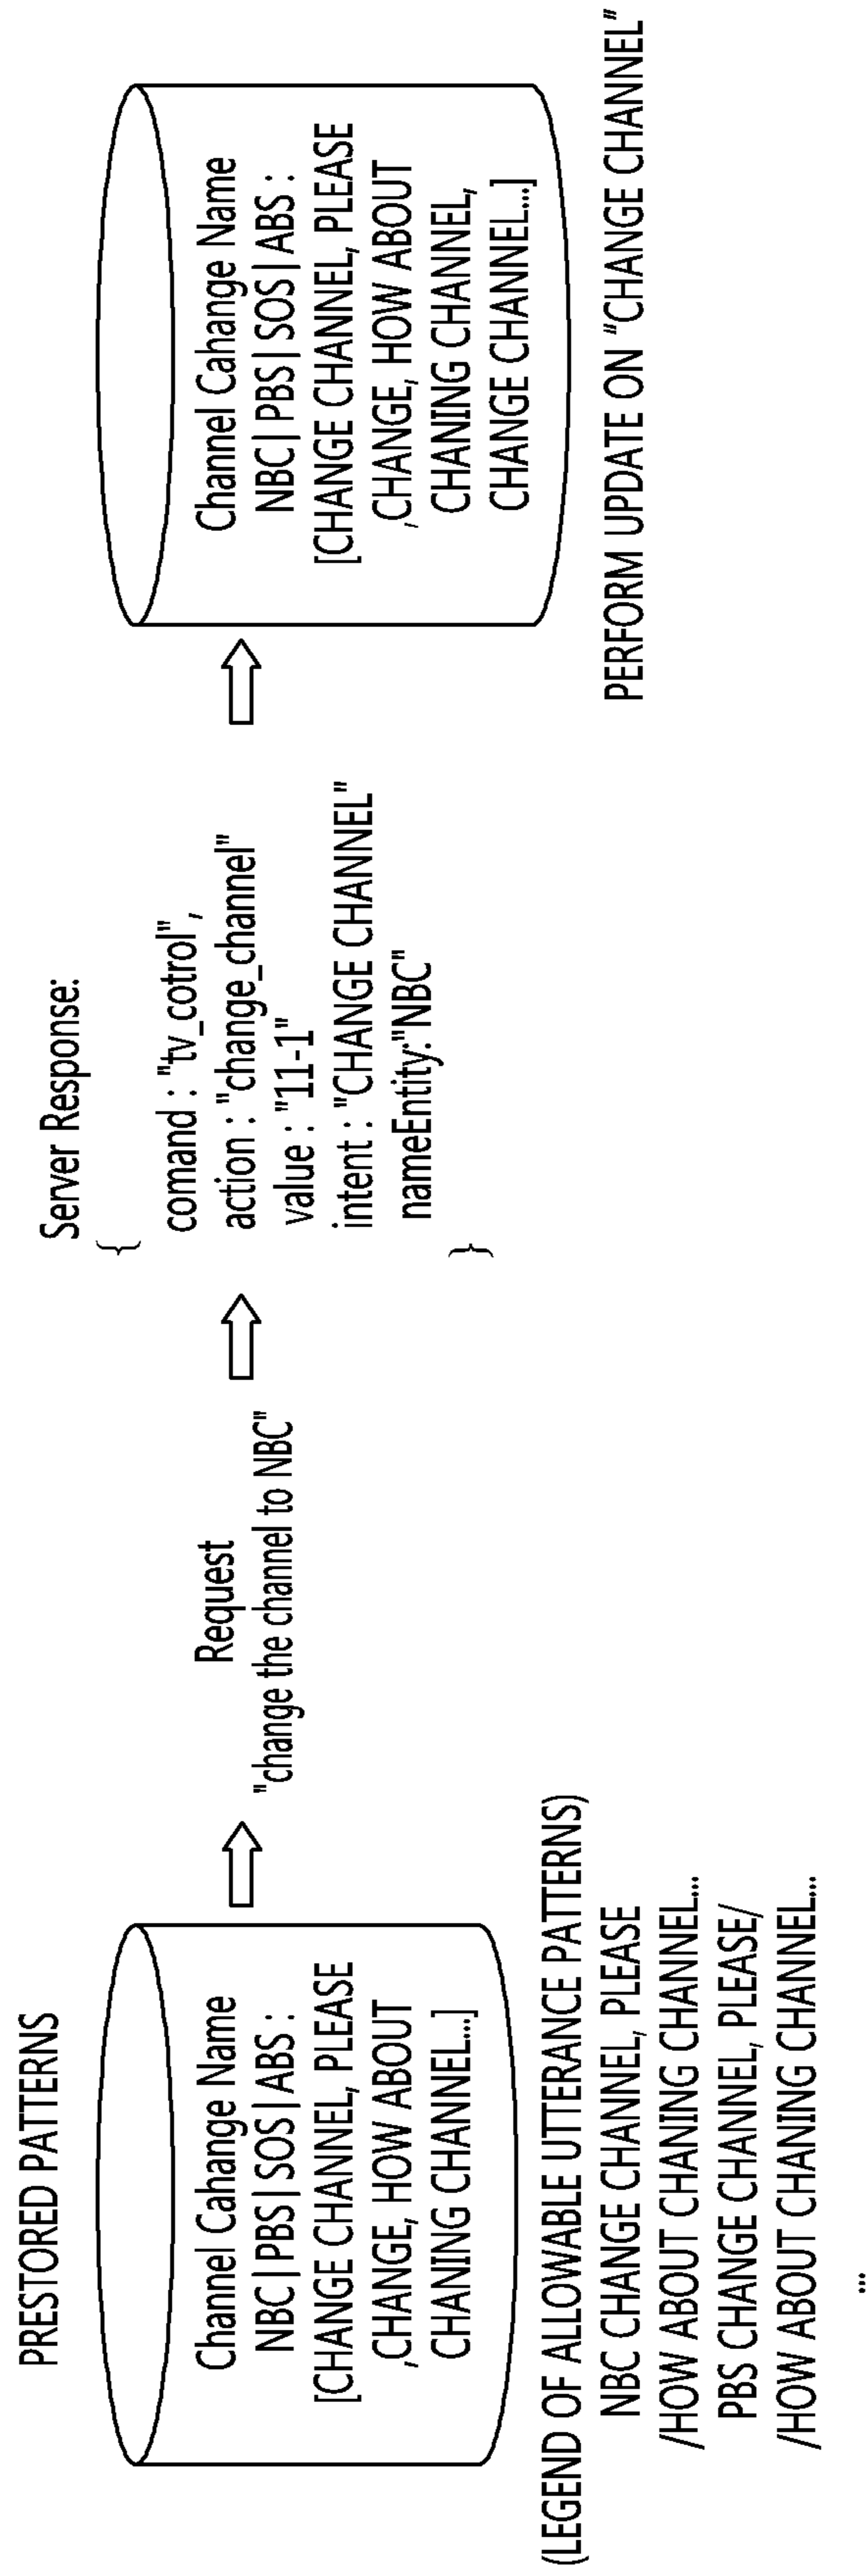 PRESTORED PATTERNS
Channel Cahange Name
NBC|PBS|SOS|ABS :
[CHANGE CHANNEL, PLEASE
,CHANGE, HOW ABOUT
CHANING CHANNEL...]
(LEGEND OF ALLOWABLE UTTERANCE PATTERNS)
NBC CHANGE CHANNEL, PLEASE
/HOW ABOUT CHANING CHANNEL...
PBS CHANGE CHANNEL, PLEASE/
/HOW ABOUT CHANING CHANNEL...
...
Request
"change the channel to NBC"
Server Response:
{
comand : "tv_cotrol",
action : "change_channel"
value : "11-1"
intent : "CHANGE CHANNEL"
nameEntity:"NBC"
}
Channel Cahange Name
NBC|PBS|SOS|ABS :
[CHANGE CHANNEL, PLEASE
,CHANGE, HOW ABOUT
CHANING CHANNEL,
CHANGE CHANNEL...]
PERFORM UPDATE ON "CHANGE CHANNEL"